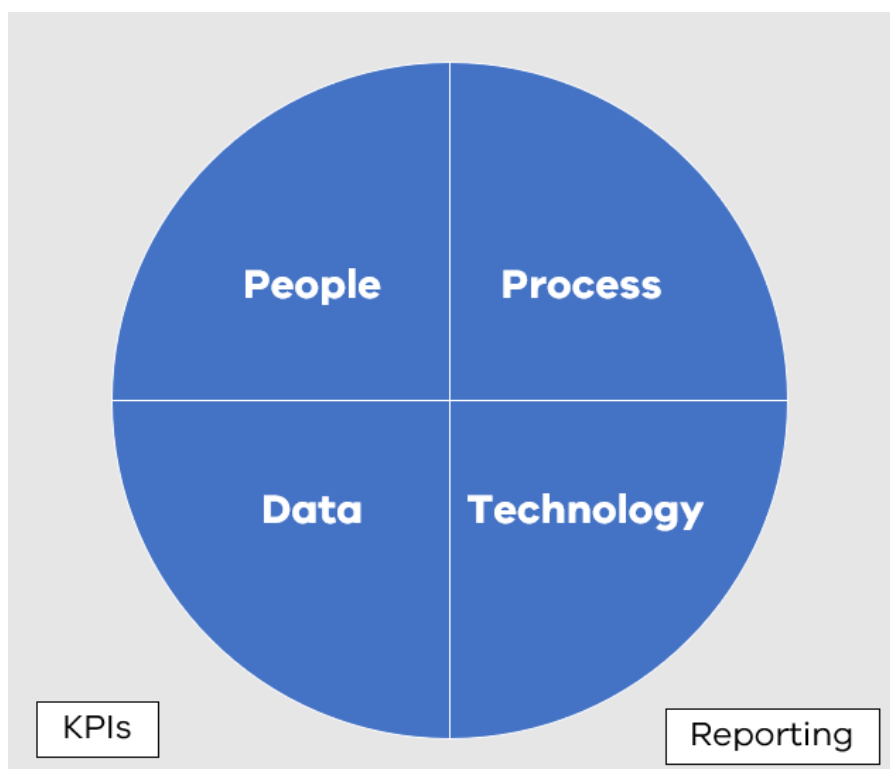 People
Process
Data
Technology
KPIs
Reporting